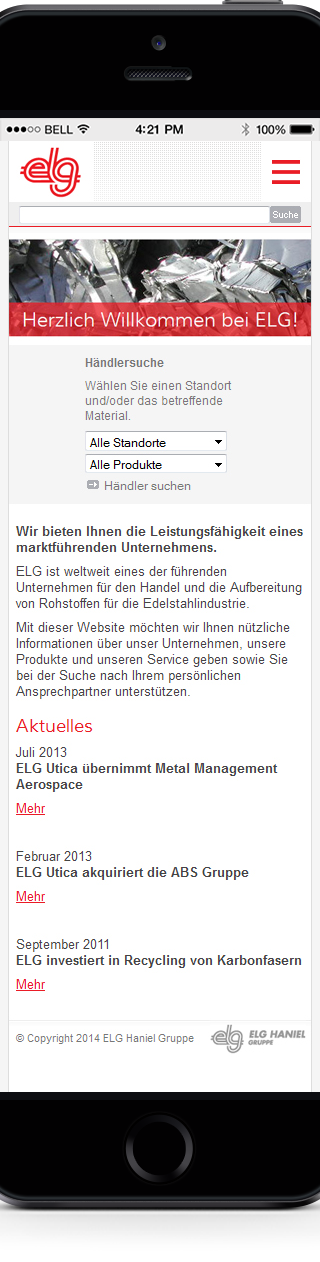 BELL 4:21 PM 100%
elg
Suche
Herzlich Willkommen bei ELG!
Händlersuche
Wählen Sie einen Standort
und/oder das betreffende
Material.
Alle Standorte
Alle Produkte
Händler suchen
Wir bieten Ihnen die Leistungsfähigkeit eines
marktführenden Unternehmens.
ELG ist weltweit eines der führenden
Unternehmen für den Handel und die Aufbereitung
von Rohstoffen für die Edelstahlindustrie.
Mit dieser Website möchten wir Ihnen nützliche
Informationen über unser Unternehmen, unsere
Produkte und unseren Service geben sowie Sie
bei der Suche nach Ihrem persönlichen
Ansprechpartner unterstützen.
Aktuelles
Juli 2013
ELG Utica übernimmt Metal Management
Aerospace
Mehr
Februar 2013
ELG Utica akquiriert die ABS Gruppe
Mehr
September 2011
ELG investiert in Recycling von Karbonfasern
Mehr
© Copyright 2014 ELG Haniel Gruppe
elg ELG HANIEL
GRUPPE